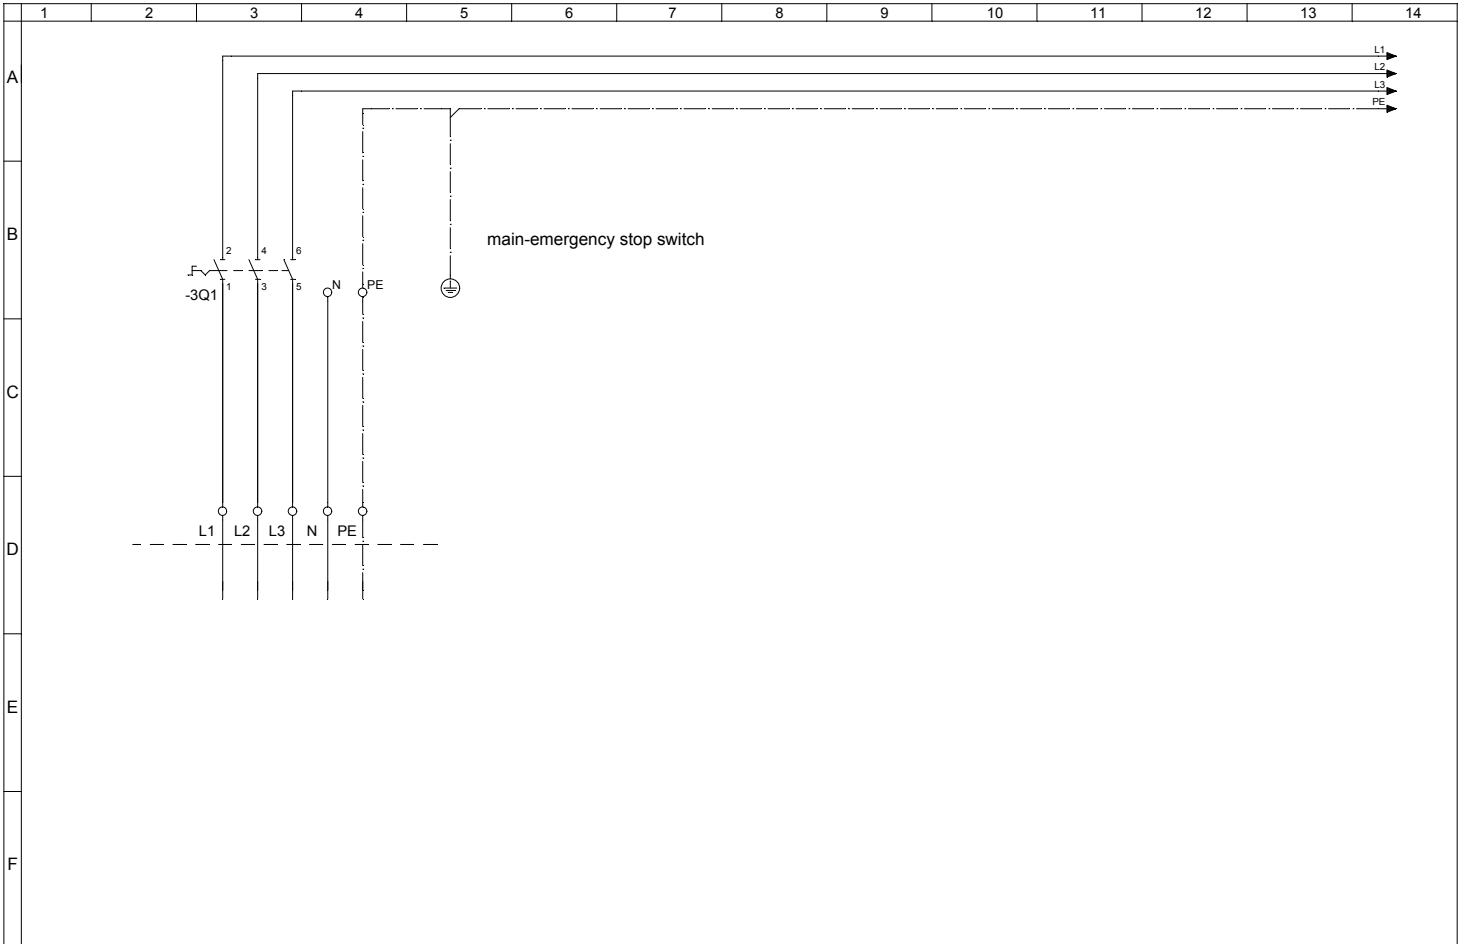 1 2 3 4 5 6 7 8 9 10 11 12 13 14
L1
A
L2
L3
PE
B
main-emergency stop switch
2 4 6
-3Q1
1 3 5
N PE
C
L1 L2 L3 N PE
D
E
F